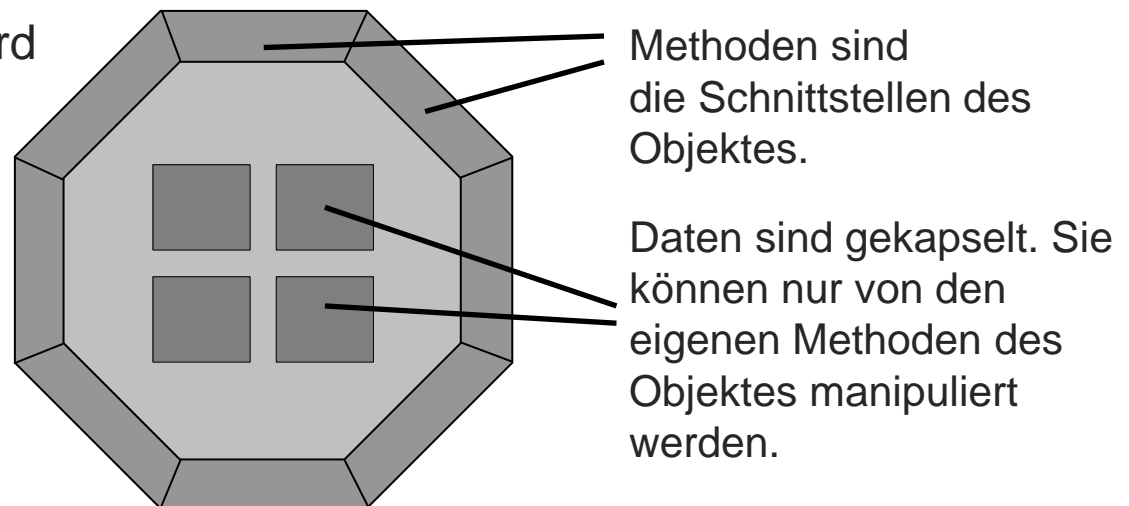 rd
Methoden sind
die Schnittstellen des
Objektes.
Daten sind gekapselt. Sie
können nur von den
eigenen Methoden des
Objektes manipuliert
werden.